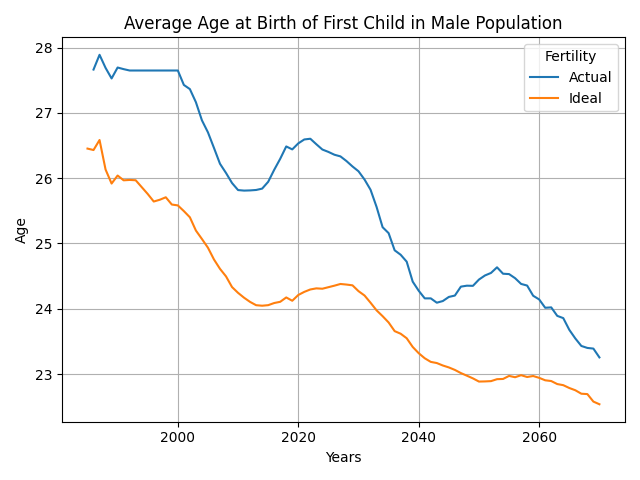 Average Age at Birth of First Child in Male Population
Fertility
Actual
Ideal
28
27
26
25
24
23
Age
2000
2020
2040
2060
Years